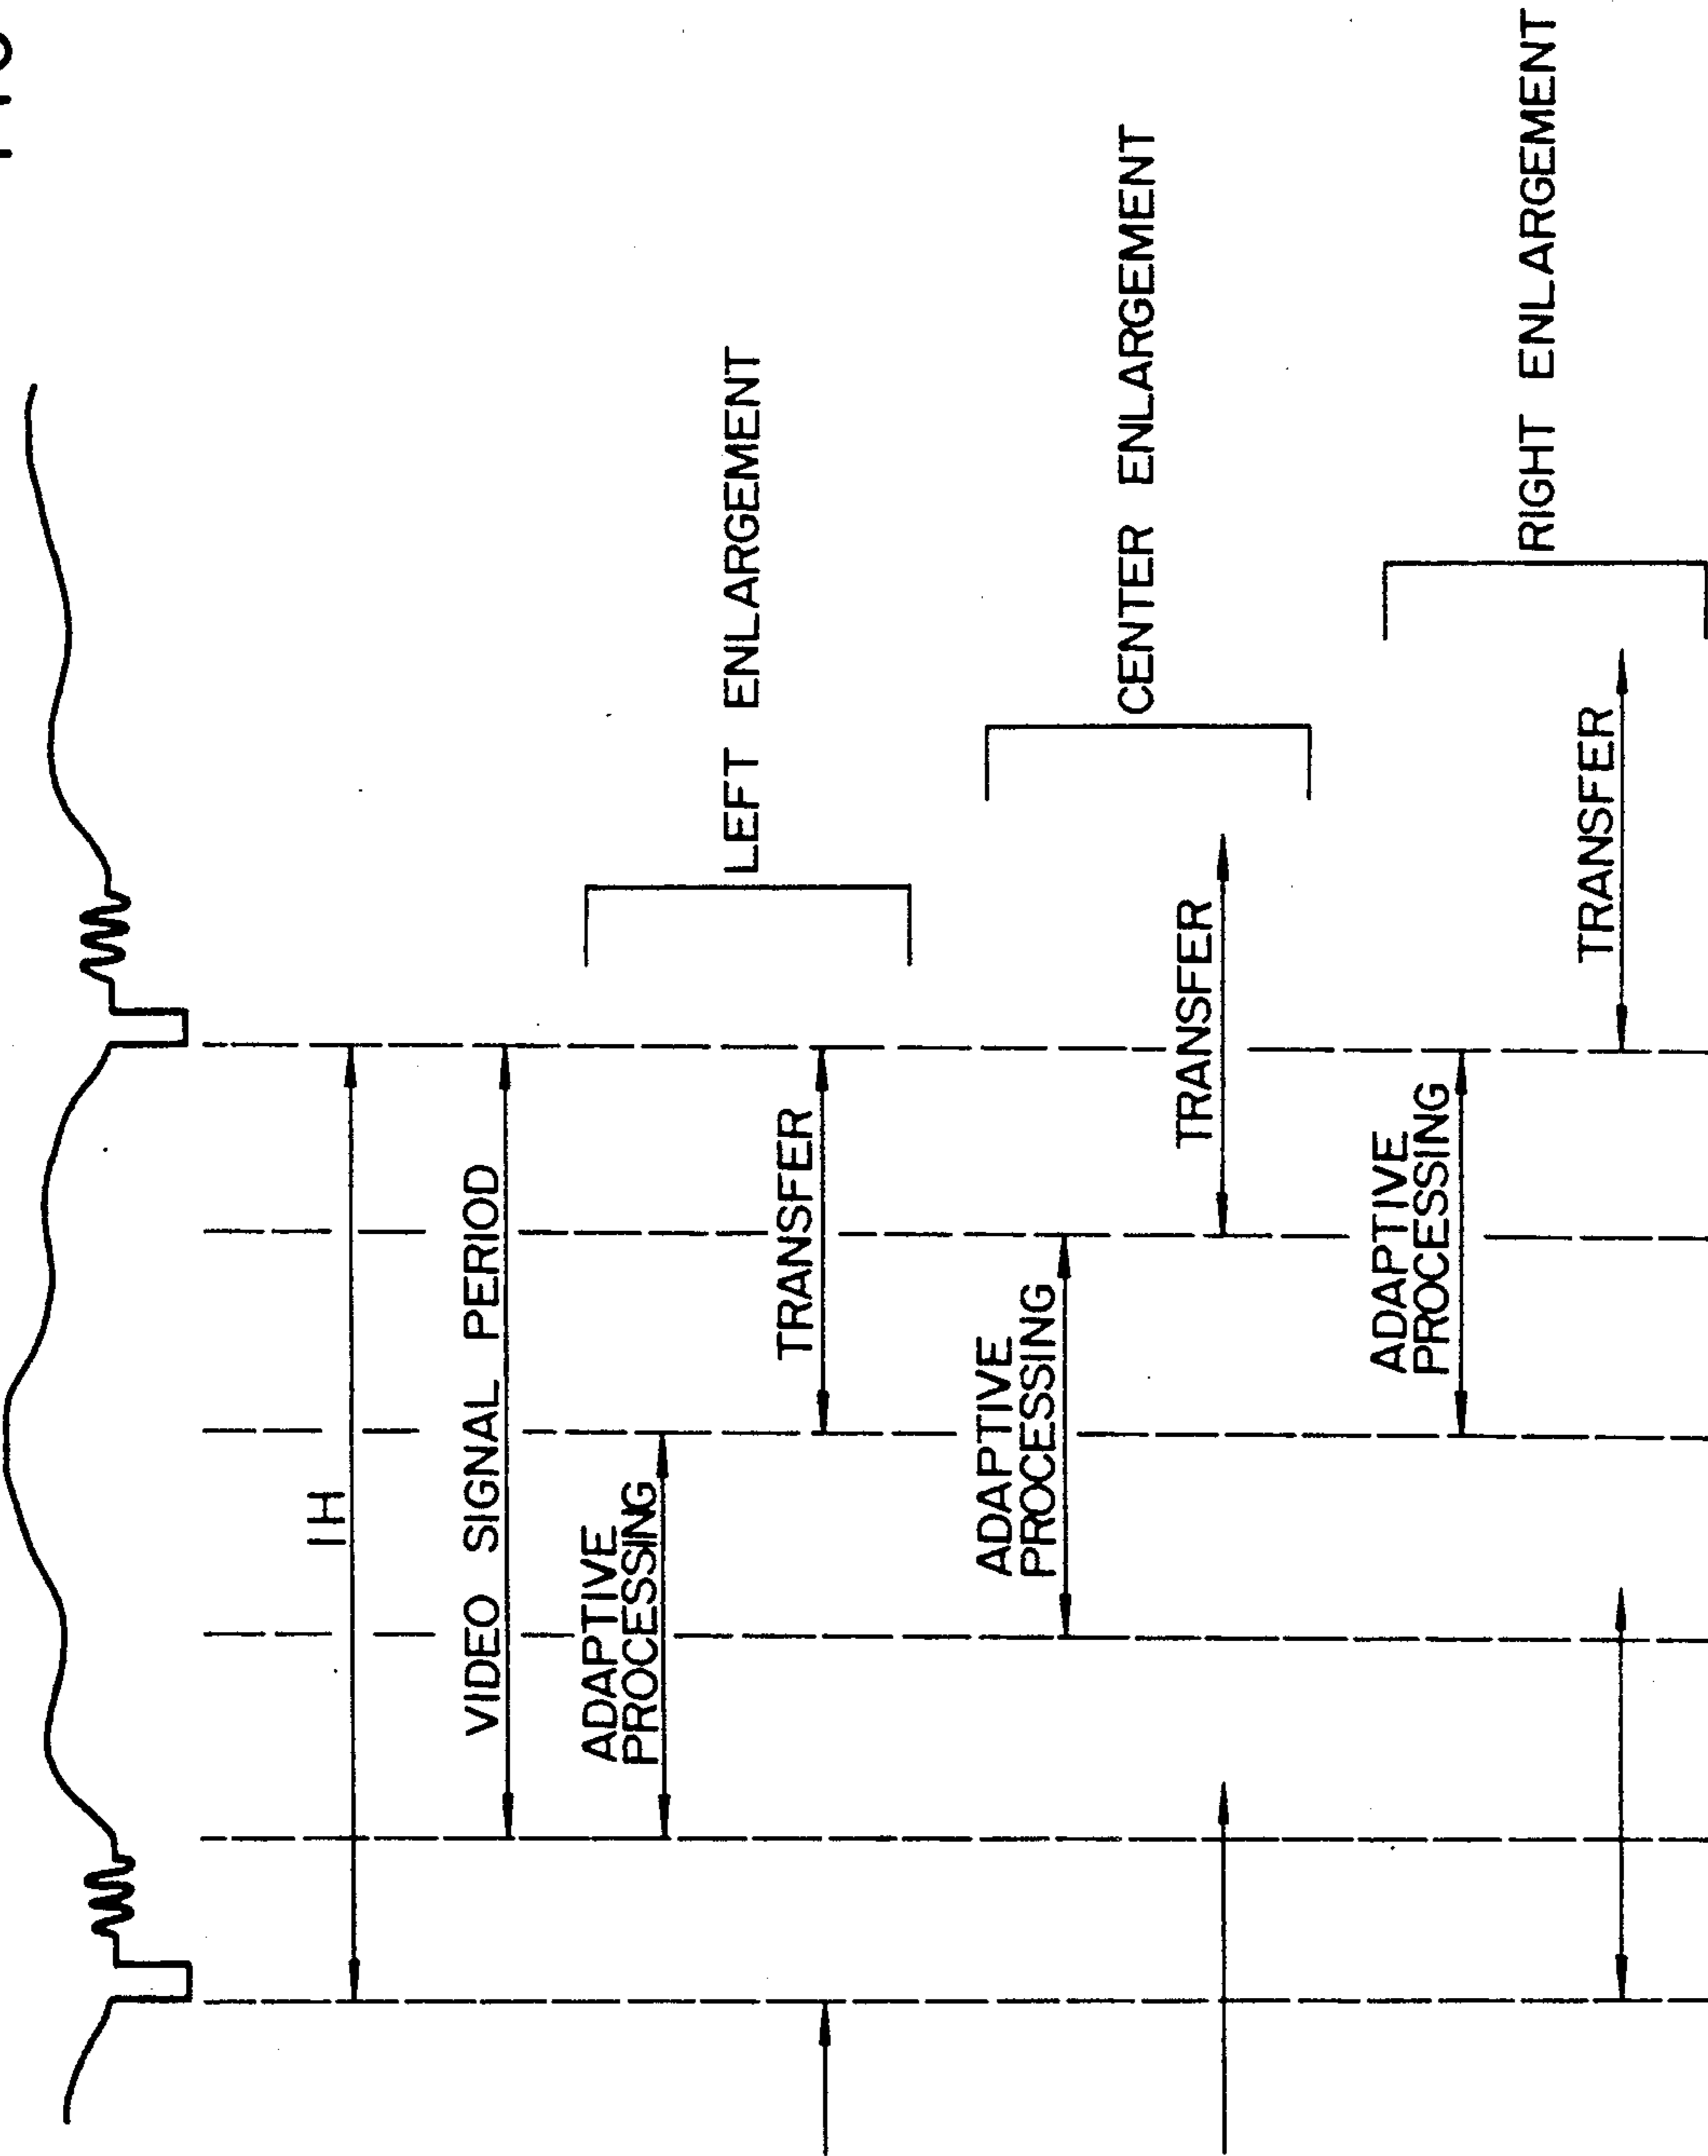 1H
VIDEO SIGNAL PERIOD
ADAPTIVE
PROCESSING
TRANSFER
LEFT ENLARGEMENT
ADAPTIVE
PROCESSING
TRANSFER
CENTER ENLARGEMENT
ADAPTIVE
PROCESSING
TRANSFER
RIGHT ENLARGEMENT